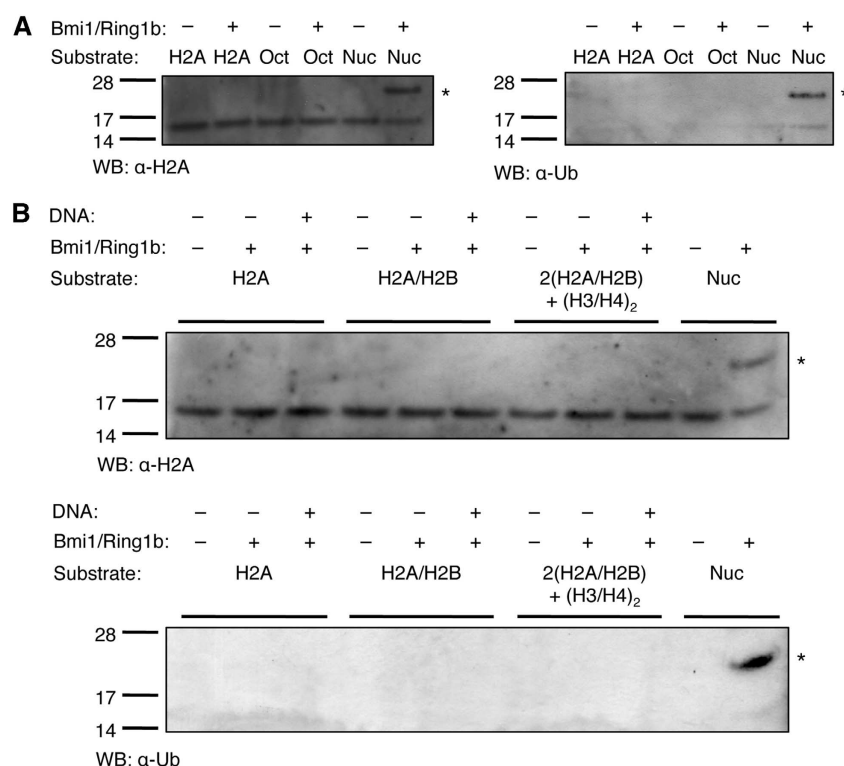 A
Bmi1/Ring1b: – + – + – +
Substrate: H2A H2A Oct Oct Nuc Nuc
28
17
14
*
WB: α-H2A
– + – + – +
H2A H2A Oct Oct Nuc Nuc
28
17
14
*
WB: α-Ub
B
DNA: – – + – – + – – +
Bmi1/Ring1b: – + + – + + – + + – +
Substrate: H2A H2A/H2B 2(H2A/H2B) Nuc
+ (H3/H4)₂
28
17
14
*
WB: α-H2A
DNA: – – + – – + – – +
Bmi1/Ring1b: – + + – + + – + + – +
Substrate: H2A H2A/H2B 2(H2A/H2B) Nuc
+ (H3/H4)₂
28
17
14
*
WB: α-Ub